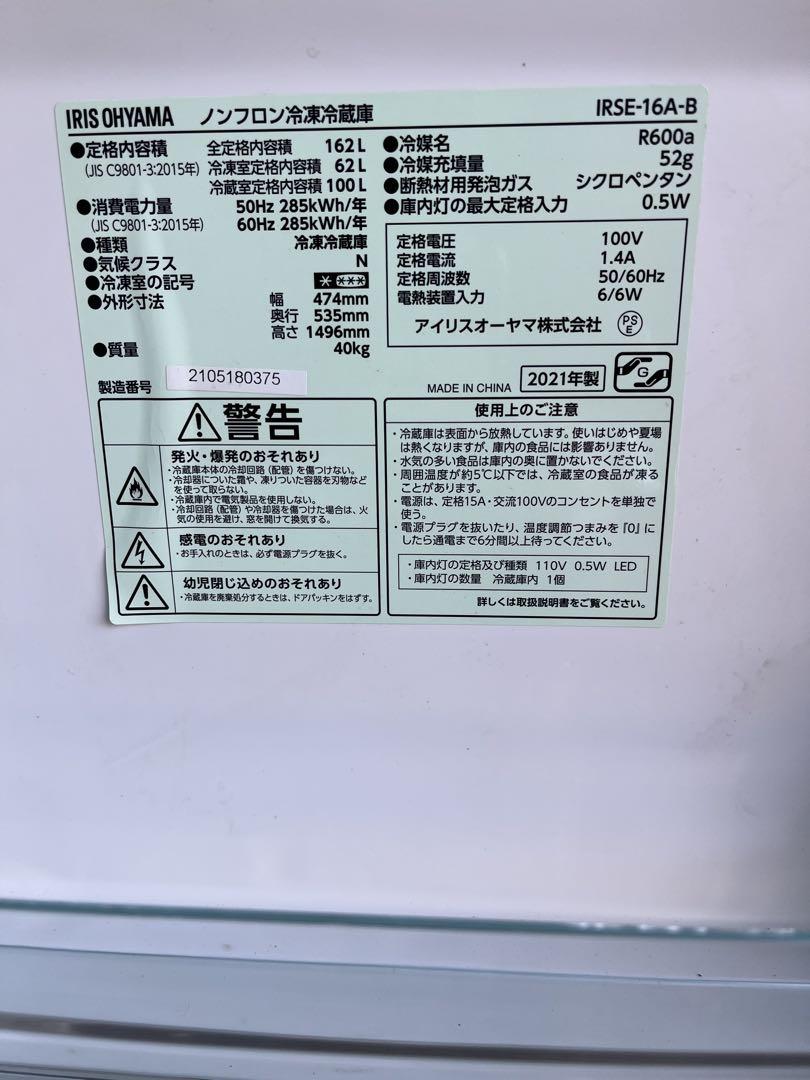 IRIS OHYAMA ノンフロン冷凍冷蔵庫 IRSE-16A-B
●定格内容積 全定格内容積 162L
(JIS C9801-3:2015年) 冷凍室定格内容積 62L
冷蔵室定格内容積 100L
●消費電力量 50Hz 285kWh/年
(JIS C9801-3:2015年) 60Hz 285kWh/年
●種類 冷凍冷蔵庫
●気候クラス N
●冷凍室の記号
●外形寸法 幅 474mm
奥行 535mm
高さ 1496mm
●質量 40kg
製造番号 2105180375
●冷媒名 R600a
●冷媒充填量 52g
●断熱材用発泡ガス シクロペンタン
●庫内灯の最大定格入力 0.5W
定格電圧 100V
定格電流 1.4A
定格周波数 50/60Hz
電熱装置入力 6/6W
アイリスオーヤマ株式会社 PSE
MADE IN CHINA 2021年製 G
警告
発火・爆発のおそれあり
・冷蔵庫本体の冷却回路(配管)を傷つけない。
・冷却器についた霜や、凍りついた容器を刃物など
を使って取らない。
・冷蔵庫内で電気製品を使用しない。
・冷却回路(配管)や冷却器を傷つけた場合は、火
気の使用を避け、窓を開けて換気する。
感電のおそれあり
・お手入れのときは、必ず電源プラグを抜く。
幼児閉じ込めのおそれあり
・冷蔵庫を廃棄処分するときは、ドアパッキンをはずす。
使用上のご注意
・冷蔵庫は表面から放熱しています。使いはじめや夏場
は熱くなりますが、庫内の食品には影響ありません。
・水気の多い食品は庫内の奥に置かないでください。
・周囲温度が約5℃以下では、冷蔵室の食品が凍る
ことがあります。
・電源は、定格15A・交流100Vのコンセントを単独で
使う。
・電源プラグを抜いたり、温度調節つまみを『0』に
したら通電まで6分間以上待ってください。
・庫内灯の定格及び種類 110V 0.5W LED
・庫内灯の数量 冷蔵庫内 1個
詳しくは取扱説明書をご覧ください。